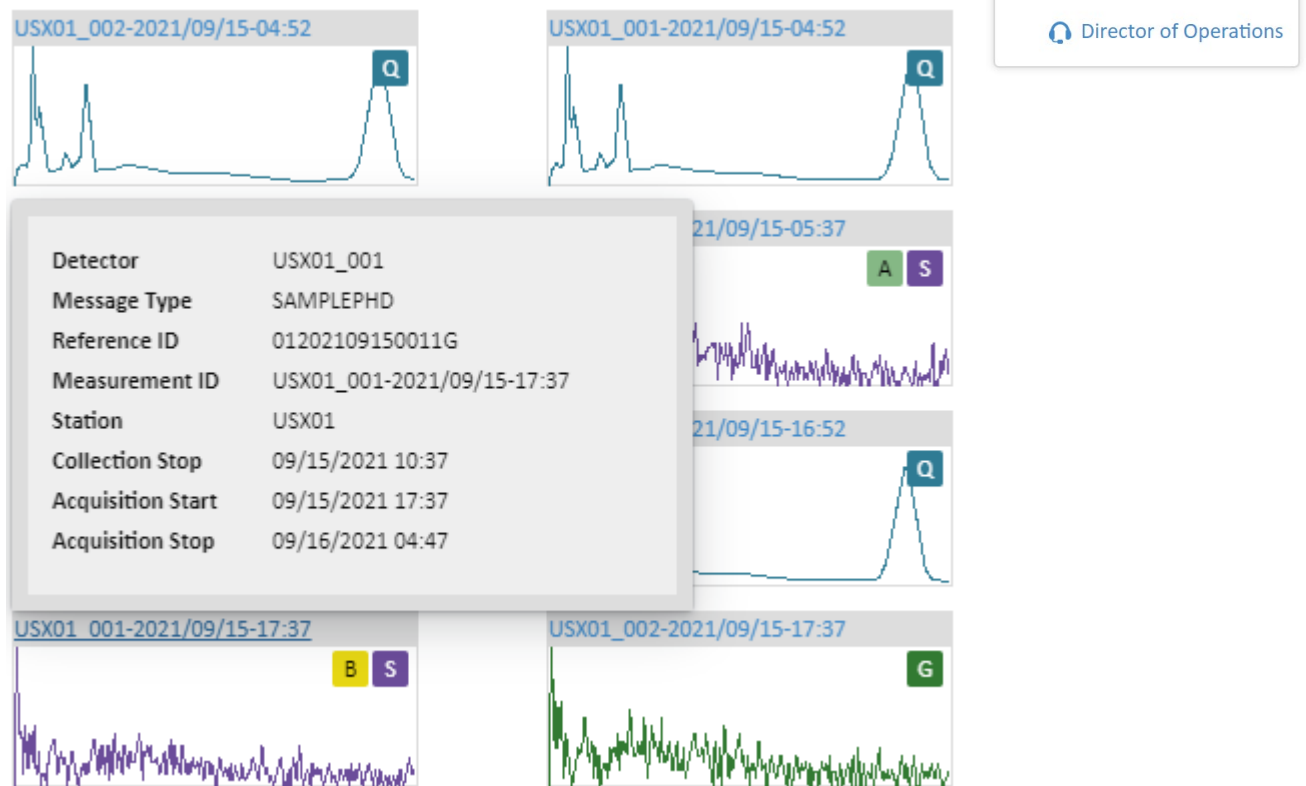 USX01_002-2021/09/15-04:52
Q
USX01_001-2021/09/15-04:52
Q
Director of Operations
21/09/15-05:37
A S
Detector USX01_001
Message Type SAMPLEPHD
Reference ID 01202109150011G
Measurement ID USX01_001-2021/09/15-17:37
Station USX01
Collection Stop 09/15/2021 10:37
Acquisition Start 09/15/2021 17:37
Acquisition Stop 09/16/2021 04:47
21/09/15-16:52
Q
USX01_001-2021/09/15-17:37
B S
USX01_002-2021/09/15-17:37
G